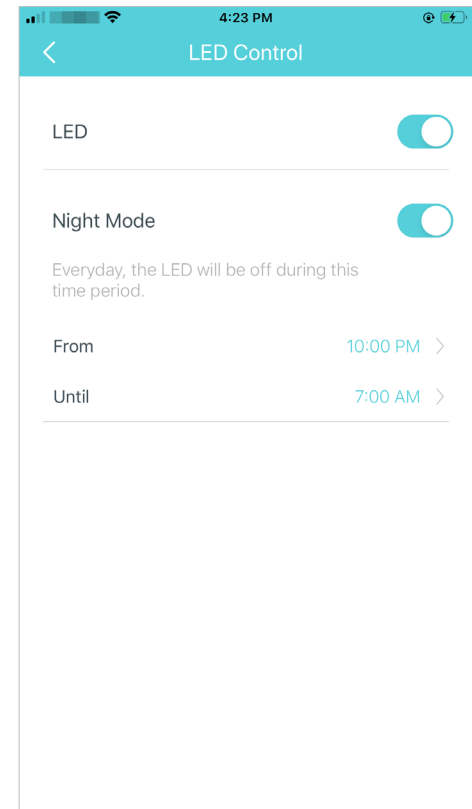 4:23 PM
LED Control
LED
Night Mode
Everyday, the LED will be off during this
time period.
From 10:00 PM
Until 7:00 AM